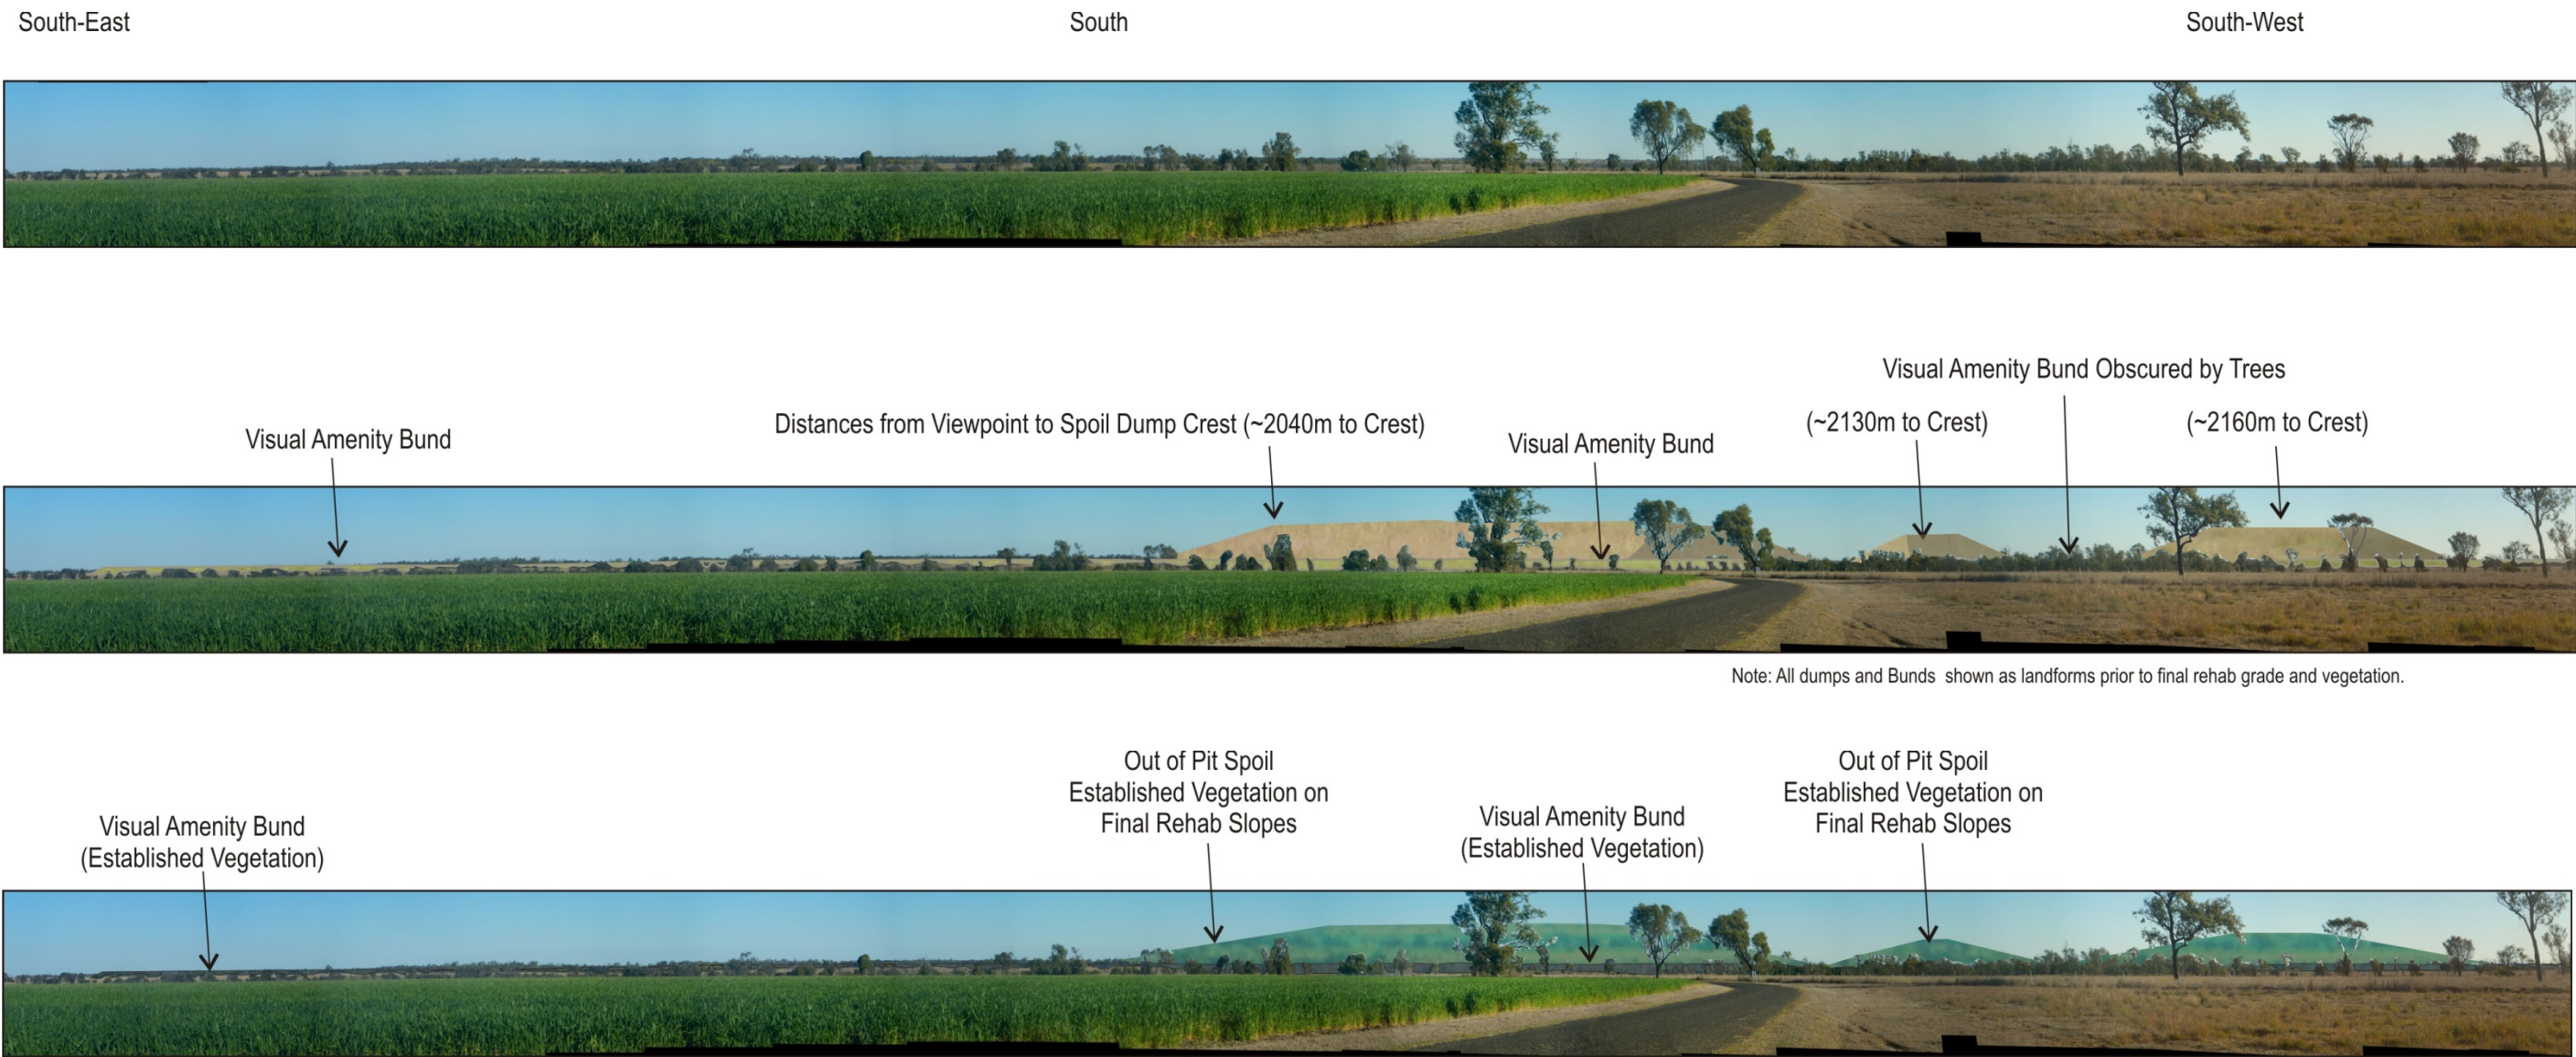 South-East
South
South-West
Visual Amenity Bund Obscured by Trees
Distances from Viewpoint to Spoil Dump Crest (~2040m to Crest)
(~2130m to Crest)
(~2160m to Crest)
Visual Amenity Bund
Visual Amenity Bund
Note: All dumps and Bunds  shown as landforms prior to final rehab grade and vegetation.
Out of Pit Spoil
Established Vegetation on
Final Rehab Slopes
Out of Pit Spoil
Established Vegetation on
Final Rehab Slopes
Visual Amenity Bund
(Established Vegetation)
Visual Amenity Bund
(Established Vegetation)